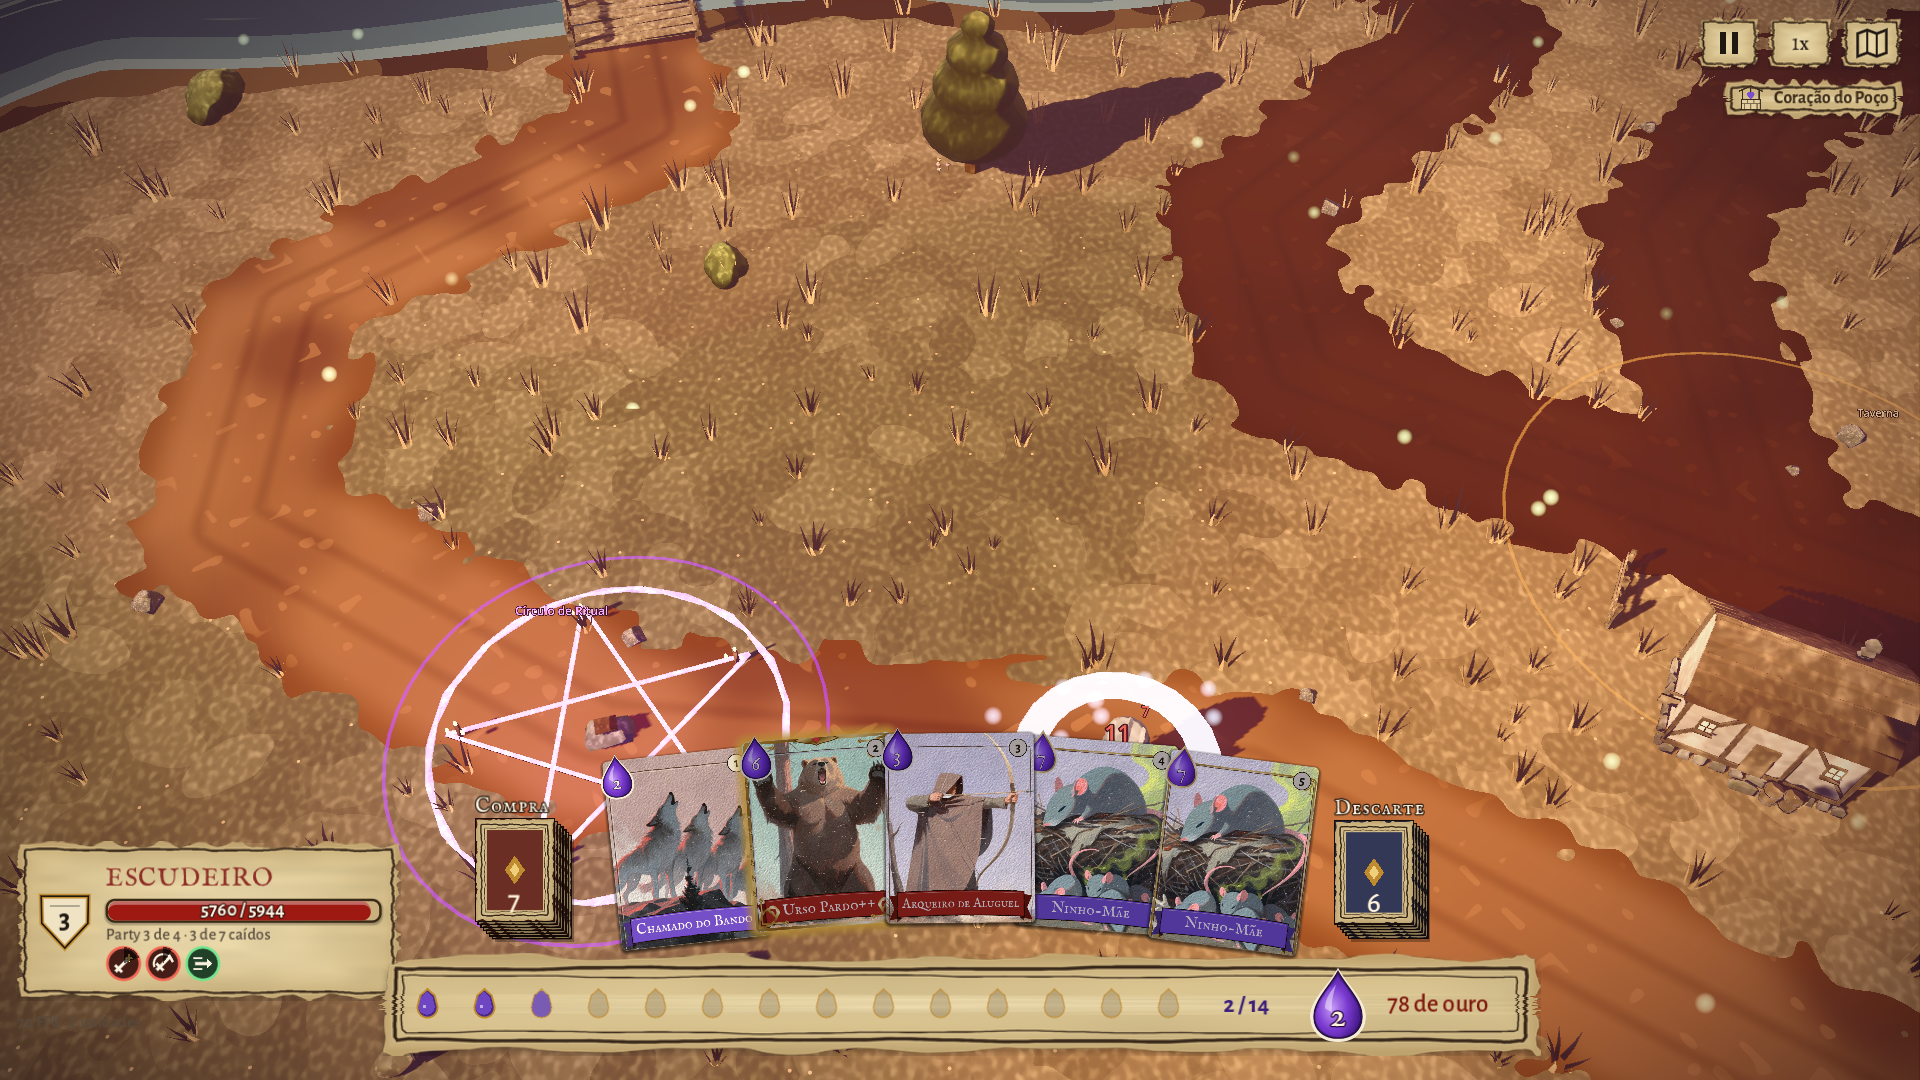 1x
Coração do Poço
Taverna
Círculo de Ritual
11
Compra
7
2
1
Chamado do Bando
6
2
Urso Pardo++
3
3
Arqueiro de Aluguel
7
4
Ninho-Mãe
7
5
Ninho-Mãe
Descarte
6
3
ESCUDEIRO
5760/5944
Party 3 de 4 · 3 de 7 caídos
2/14
2
78 de ouro